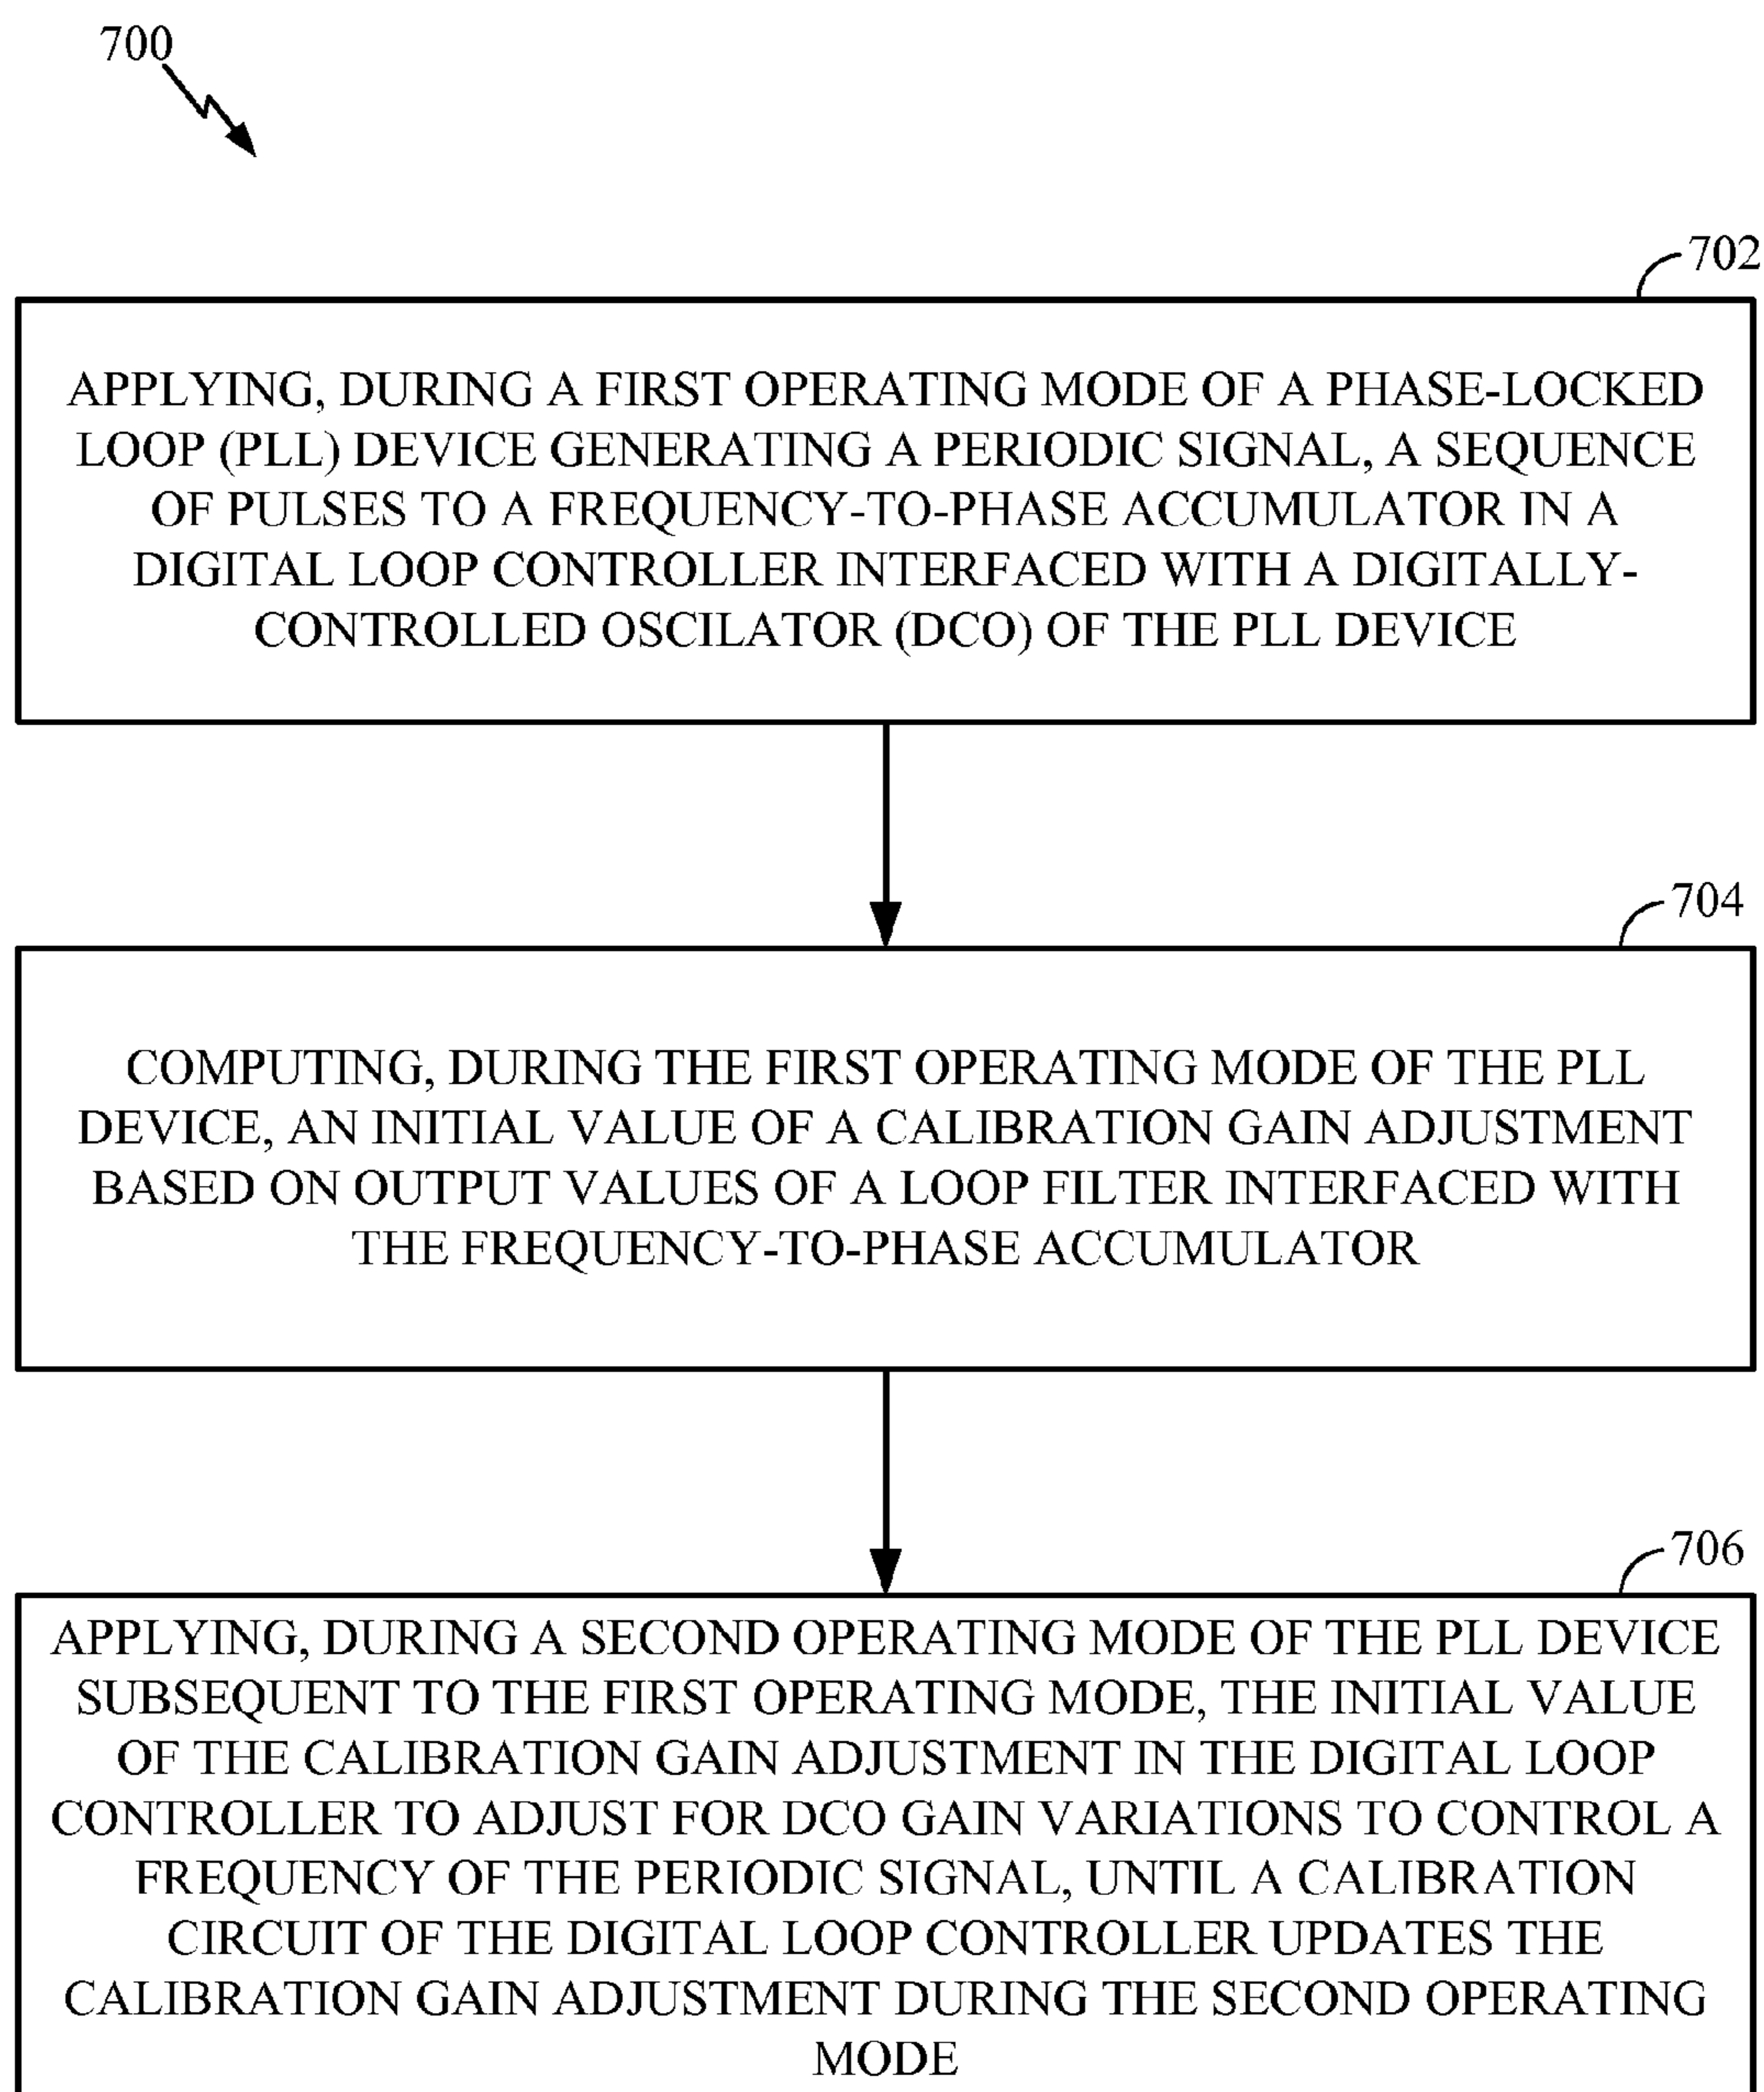 700
702
APPLYING, DURING A FIRST OPERATING MODE OF A PHASE-LOCKED
LOOP (PLL) DEVICE GENERATING A PERIODIC SIGNAL, A SEQUENCE
OF PULSES TO A FREQUENCY-TO-PHASE ACCUMULATOR IN A
DIGITAL LOOP CONTROLLER INTERFACED WITH A DIGITALLY-
CONTROLLED OSCILATOR (DCO) OF THE PLL DEVICE
704
COMPUTING, DURING THE FIRST OPERATING MODE OF THE PLL
DEVICE, AN INITIAL VALUE OF A CALIBRATION GAIN ADJUSTMENT
BASED ON OUTPUT VALUES OF A LOOP FILTER INTERFACED WITH
THE FREQUENCY-TO-PHASE ACCUMULATOR
706
APPLYING, DURING A SECOND OPERATING MODE OF THE PLL DEVICE
SUBSEQUENT TO THE FIRST OPERATING MODE, THE INITIAL VALUE
OF THE CALIBRATION GAIN ADJUSTMENT IN THE DIGITAL LOOP
CONTROLLER TO ADJUST FOR DCO GAIN VARIATIONS TO CONTROL A
FREQUENCY OF THE PERIODIC SIGNAL, UNTIL A CALIBRATION
CIRCUIT OF THE DIGITAL LOOP CONTROLLER UPDATES THE
CALIBRATION GAIN ADJUSTMENT DURING THE SECOND OPERATING
MODE